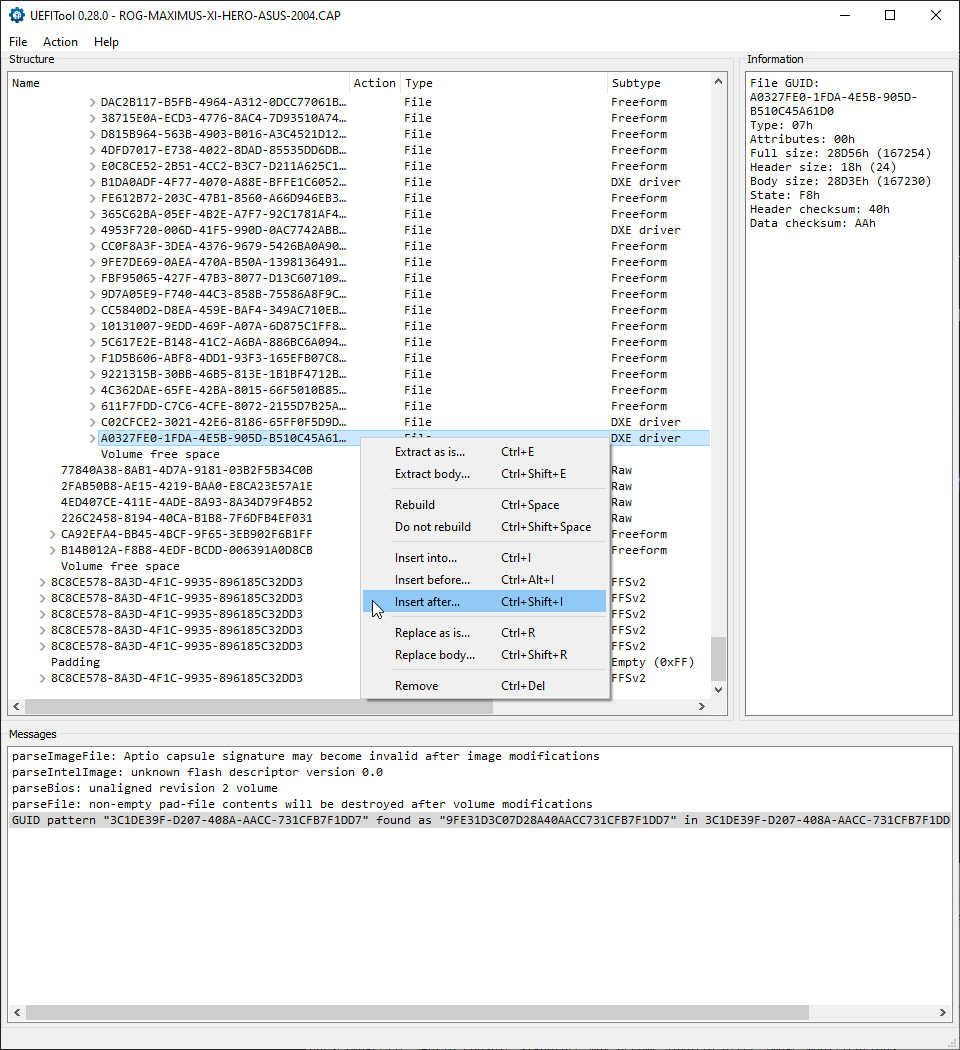 UEFITool 0.28.0 - ROG-MAXIMUS-XI-HERO-ASUS-2004.CAP
File Action Help
Structure
Name Action Type Subtype
DAC2B117-B5FB-4964-A312-0DCC77061B... File Freeform
38715E0A-ECD3-4776-8AC4-7D93510A74... File Freeform
D815B964-563B-4903-B016-A3C4521D12... File Freeform
4DFD7017-E738-4022-8DAD-85535DD6DB... File Freeform
E0C8CE52-2B51-4CC2-B3C7-D211A625C1... File Freeform
B1DA0ADF-4F77-4070-A88E-BFFE1C6052... File DXE driver
FE612B72-203C-47B1-8560-A66D946EB3... File Freeform
365C62BA-05EF-4B2E-A7F7-92C1781AF4... File Freeform
4953F720-006D-41F5-990D-0AC7742ABB... File DXE driver
CC0F8A3F-3DEA-4376-9679-5426BA0A90... File Freeform
9FE7DE69-0AEA-470A-B50A-1398136491... File Freeform
FBF95065-427F-47B3-8077-D13C607109... File Freeform
9D7A05E9-F740-44C3-858B-75586A8F9C... File Freeform
CC5840D2-D8EA-459E-BAF4-349AC710EB... File Freeform
10131007-9EDD-469F-A07A-6D875C1FF8... File Freeform
5C617E2E-B148-41C2-A6BA-886BC6A094... File Freeform
F1D5B606-ABF8-4DD1-93F3-165EFB07C8... File Freeform
9221315B-30BB-46B5-813E-1B1BF4712B... File Freeform
4C362DAE-65FE-42BA-8015-66F5010B85... File Freeform
611F7FDD-C7C6-4CFE-8072-2155D7B25A... File Freeform
C02CFCE2-3021-42E6-8186-65FF0F5D9D... File DXE driver
A0327FE0-1FDA-4E5B-905D-B510C45A61... File DXE driver
Volume free space
77840A38-8AB1-4D7A-9181-03B2F5B34C0B Raw
2FAB50B8-AE15-4219-BAA0-E8CA23E57A1E Raw
4ED407CE-411E-4ADE-8A93-8A34D79F4B52 Raw
226C2458-8194-40CA-B1B8-7F6DFB4EF031 Raw
CA92EFA4-BB45-4BCF-9F65-3EB902F6B1FF Freeform
B14B012A-F8B8-4EDF-BCDD-006391A0D8CB Freeform
Volume free space
8C8CE578-8A3D-4F1C-9935-896185C32DD3 FFSv2
8C8CE578-8A3D-4F1C-9935-896185C32DD3 FFSv2
8C8CE578-8A3D-4F1C-9935-896185C32DD3 FFSv2
8C8CE578-8A3D-4F1C-9935-896185C32DD3 FFSv2
8C8CE578-8A3D-4F1C-9935-896185C32DD3 FFSv2
Padding Empty (0xFF)
8C8CE578-8A3D-4F1C-9935-896185C32DD3 FFSv2
Extract as is... Ctrl+E
Extract body... Ctrl+Shift+E
Rebuild Ctrl+Space
Do not rebuild Ctrl+Shift+Space
Insert into... Ctrl+I
Insert before... Ctrl+Alt+I
Insert after... Ctrl+Shift+I
Replace as is... Ctrl+R
Replace body... Ctrl+Shift+R
Remove Ctrl+Del
Information
File GUID:
A0327FE0-1FDA-4E5B-905D-
B510C45A61D0
Type: 07h
Attributes: 00h
Full size: 28D56h (167254)
Header size: 18h (24)
Body size: 28D3Eh (167230)
State: F8h
Header checksum: 40h
Data checksum: AAh
Messages
parseImageFile: Aptio capsule signature may become invalid after image modifications
parseIntelImage: unknown flash descriptor version 0.0
parseBios: unaligned revision 2 volume
parseFile: non-empty pad-file contents will be destroyed after volume modifications
GUID pattern "3C1DE39F-D207-408A-AACC-731CFB7F1DD7" found as "9FE31D3C07D28A40AACC731CFB7F1DD7" in 3C1DE39F-D207-408A-AACC-731CFB7F1DD